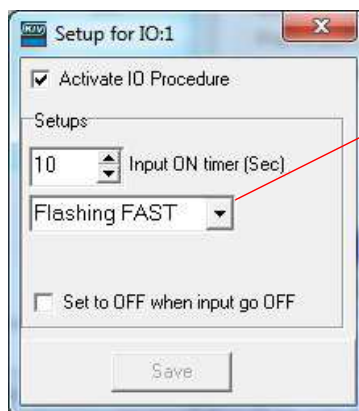 Setup for IO:1
Activate IO Procedure
Setups
10 Input ON timer (Sec)
Flashing FAST
Set to OFF when input go OFF
Save